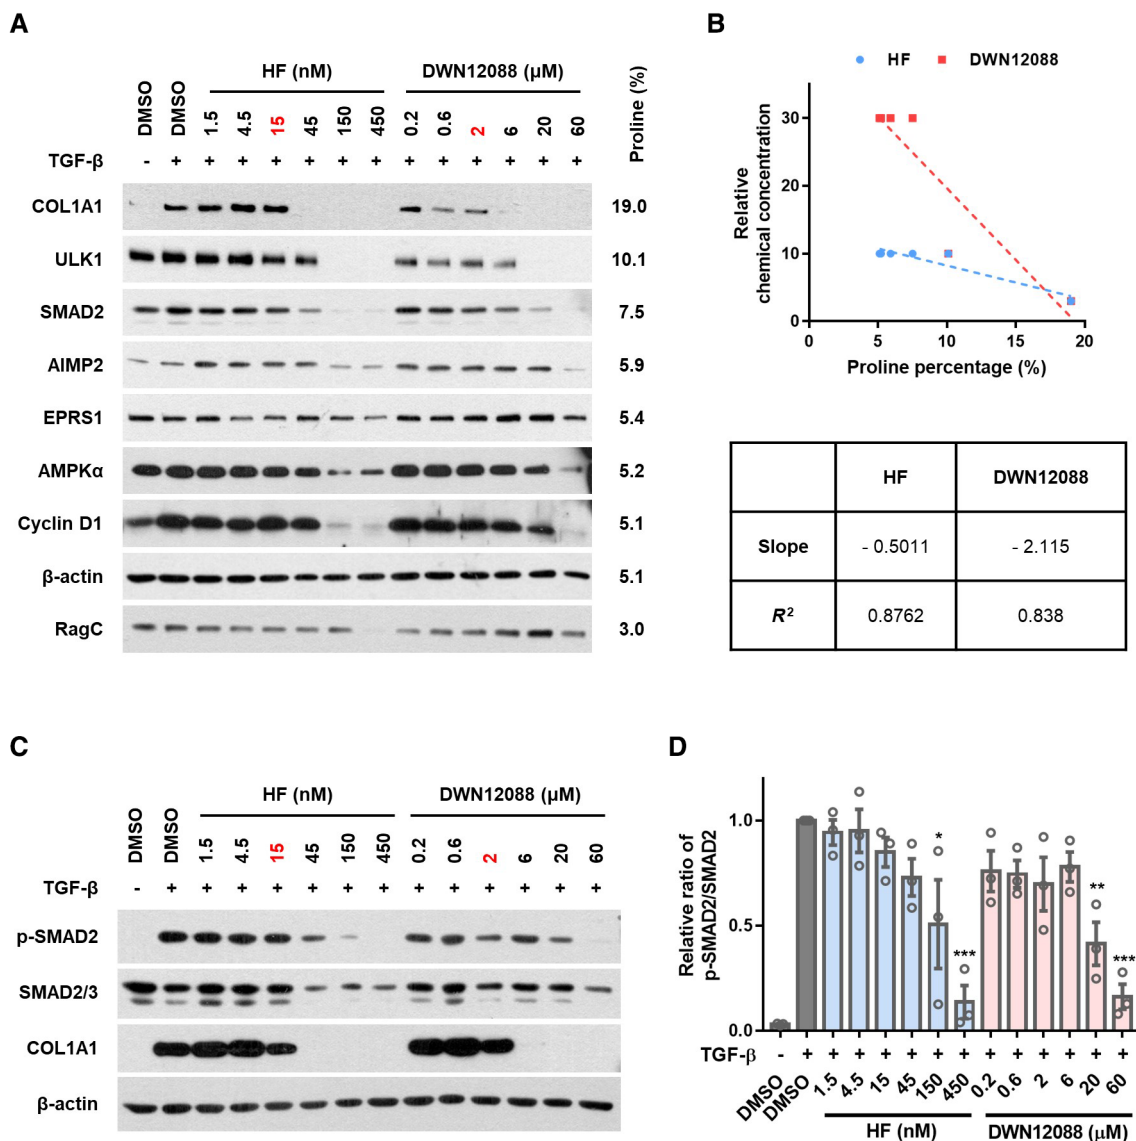 A
HF (nM)
DWN12088 (μM)
DMSO
DMSO
1.5
4.5
15
45
150
450
0.2
0.6
2
6
20
60
Proline (%)
TGF-β - + + + + + + + + + + + + +
COL1A1 19.0
ULK1 10.1
SMAD2 7.5
AIMP2 5.9
EPRS1 5.4
AMPKα 5.2
Cyclin D1 5.1
β-actin 5.1
RagC 3.0
B
HF DWN12088
Relative
chemical concentration
30
20
10
0
0 5 10 15 20
Proline percentage (%)
HF DWN12088
Slope - 0.5011 - 2.115
R² 0.8762 0.838
C
HF (nM)
DWN12088 (μM)
DMSO
DMSO
1.5
4.5
15
45
150
450
0.2
0.6
2
6
20
60
TGF-β - + + + + + + + + + + + + +
p-SMAD2
SMAD2/3
COL1A1
β-actin
D
Relative ratio of
p-SMAD2/SMAD2
1.0
0.5
0.0
*
***
**
***
TGF-β - + + + + + + + + + + + + +
DMSO
DMSO
1.5
4.5
15
45
150
450
0.2
0.6
2
6
20
60
HF (nM)
DWN12088 (μM)